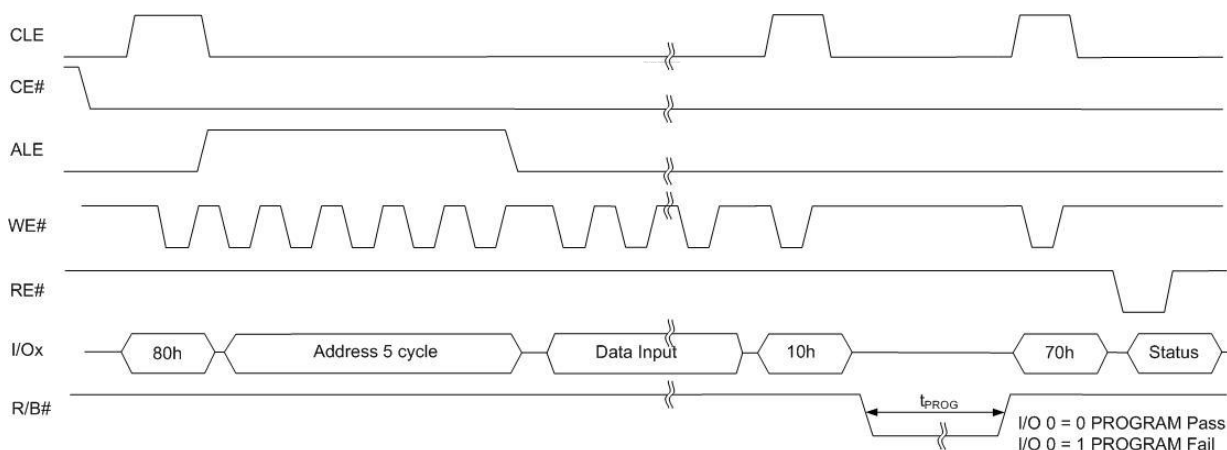 CLE
CE#
ALE
WE#
RE#
I/Ox 80h Address 5 cycle Data Input 10h 70h Status
R/B# tPROG
I/O 0 = 0 PROGRAM Pass
I/O 0 = 1 PROGRAM Fail